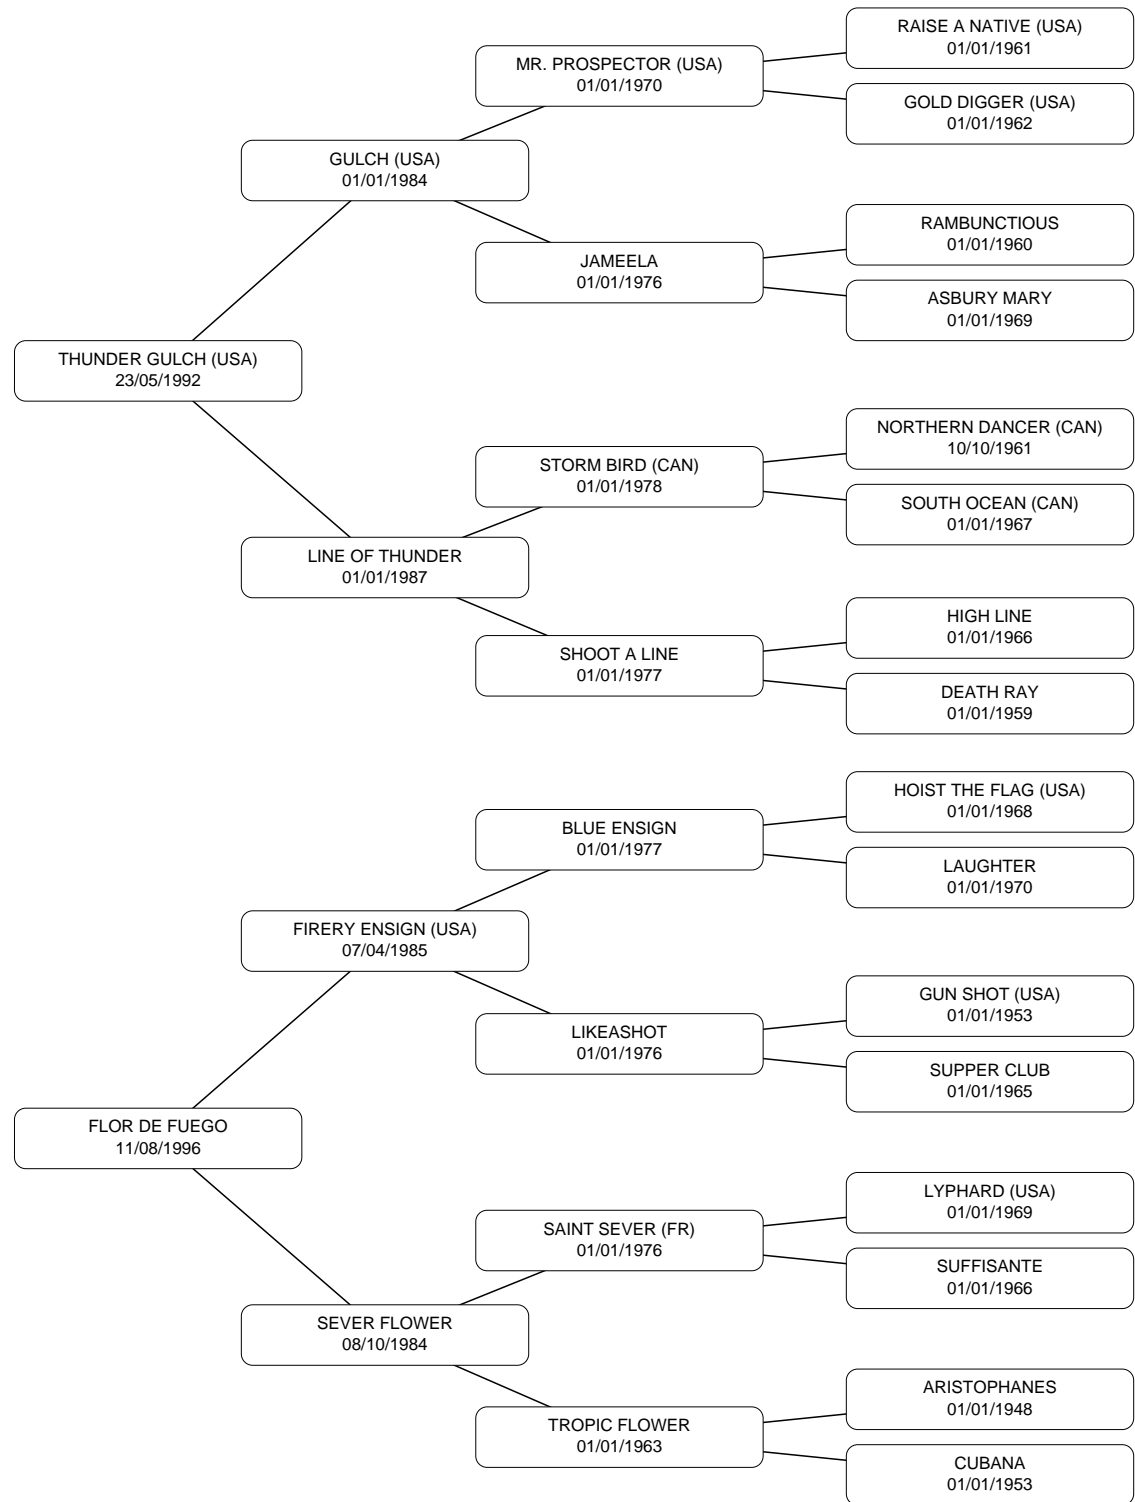 RAISE A NATIVE (USA)
01/01/1961
MR. PROSPECTOR (USA)
01/01/1970
GOLD DIGGER (USA)
01/01/1962
GULCH (USA)
01/01/1984
RAMBUNCTIOUS
01/01/1960
JAMEELA
01/01/1976
ASBURY MARY
01/01/1969
THUNDER GULCH (USA)
23/05/1992
NORTHERN DANCER (CAN)
10/10/1961
STORM BIRD (CAN)
01/01/1978
SOUTH OCEAN (CAN)
01/01/1967
LINE OF THUNDER
01/01/1987
HIGH LINE
01/01/1966
SHOOT A LINE
01/01/1977
DEATH RAY
01/01/1959
HOIST THE FLAG (USA)
01/01/1968
BLUE ENSIGN
01/01/1977
LAUGHTER
01/01/1970
FIRERY ENSIGN (USA)
07/04/1985
GUN SHOT (USA)
01/01/1953
LIKEASHOT
01/01/1976
SUPPER CLUB
01/01/1965
FLOR DE FUEGO
11/08/1996
LYPHARD (USA)
01/01/1969
SAINT SEVER (FR)
01/01/1976
SUFFISANTE
01/01/1966
SEVER FLOWER
08/10/1984
ARISTOPHANES
01/01/1948
TROPIC FLOWER
01/01/1963
CUBANA
01/01/1953